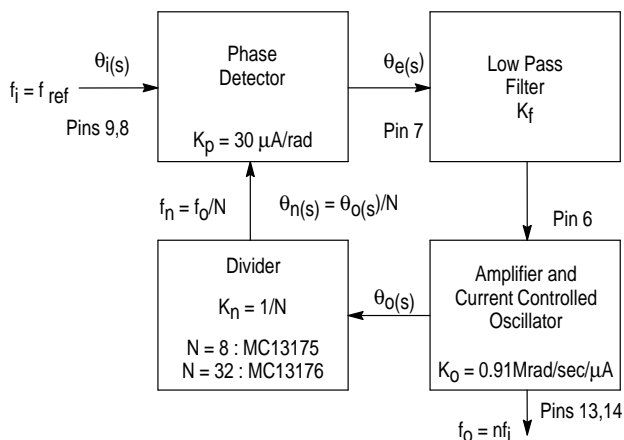 θi(s)
fi = f ref
Pins 9,8
Phase
Detector
Kp = 30 µA/rad
θe(s)
Pin 7
Low Pass
Filter
Kf
fn = fo/N
θn(s) = θo(s)/N
Pin 6
Divider
Kn = 1/N
N = 8 : MC13175
N = 32 : MC13176
θo(s)
Amplifier and
Current Controlled
Oscillator
Ko = 0.91Mrad/sec/µA
Pins 13,14
fo = nfi